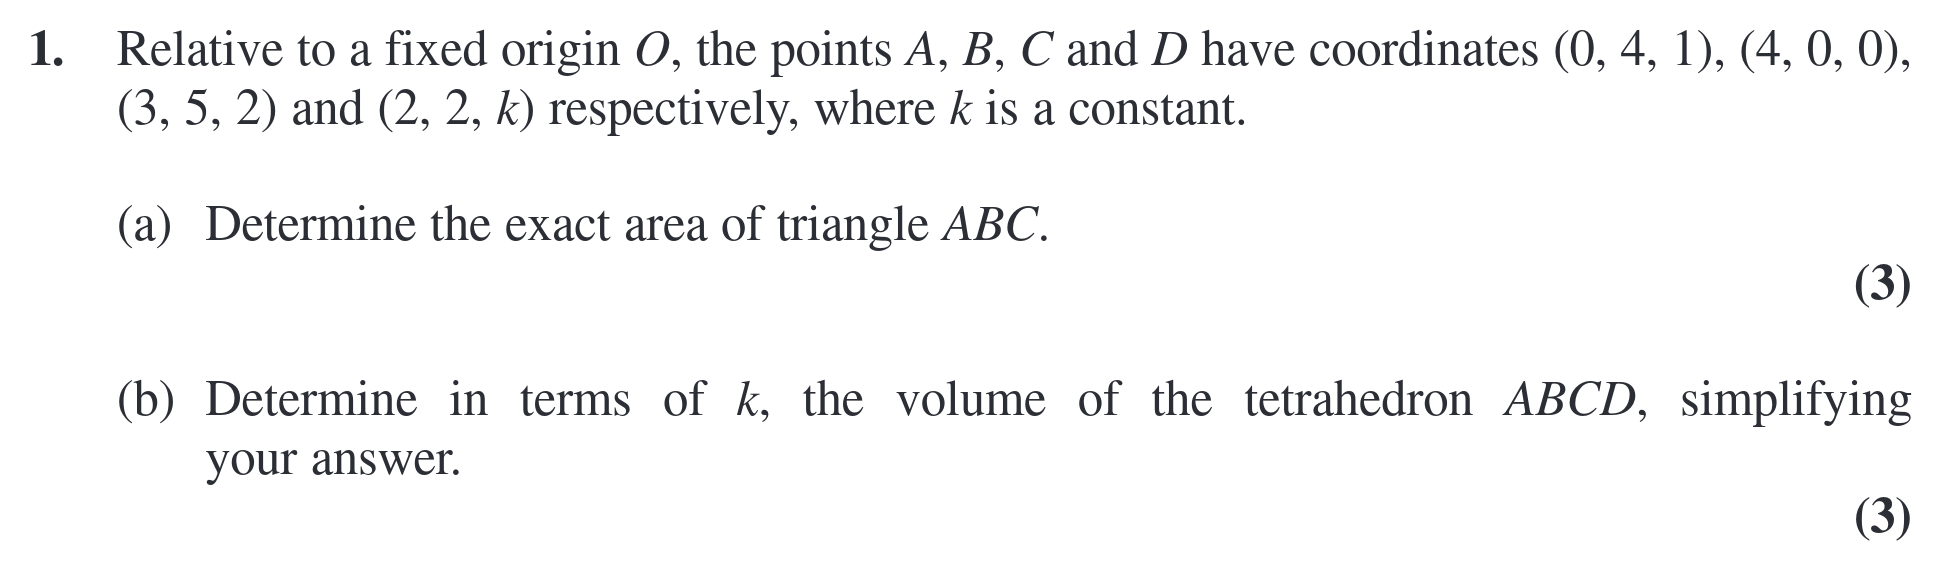 1. Relative to a fixed origin O, the points A, B, C and D have coordinates (0, 4, 1), (4, 0, 0),
(3, 5, 2) and (2, 2, k) respectively, where k is a constant.
(a) Determine the exact area of triangle ABC.
(3)
(b) Determine in terms of k, the volume of the tetrahedron ABCD, simplifying
your answer.
(3)